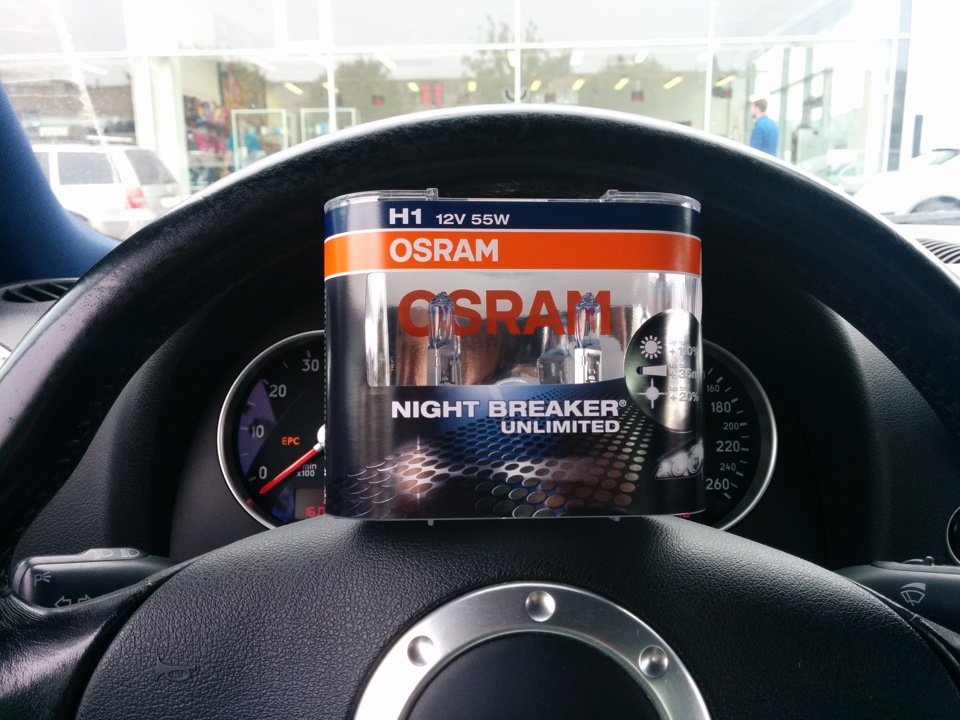 H1 12V 55W
OSRAM
OSRAM
NIGHT BREAKER®
UNLIMITED
30
20
10
0
EPC
/min
x100
160
180
200
220
240
260
P